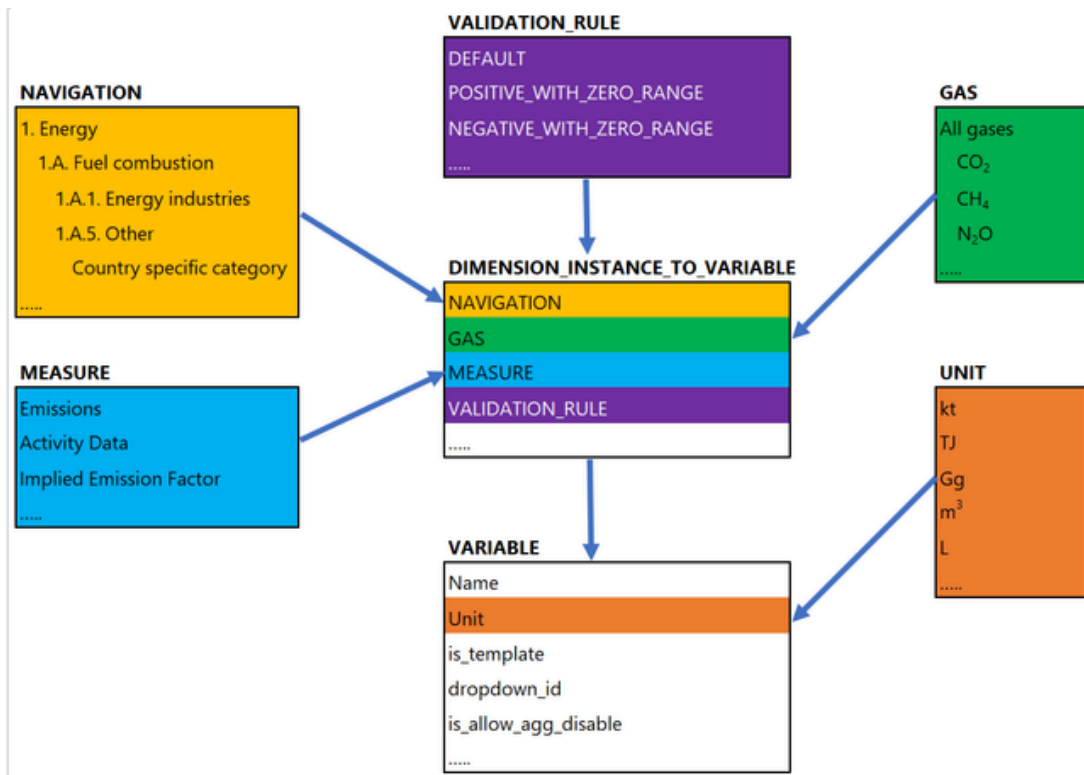 VALIDATION_RULE
DEFAULT
POSITIVE_WITH_ZERO_RANGE
NEGATIVE_WITH_ZERO_RANGE
.....
NAVIGATION
1. Energy
1.A. Fuel combustion
1.A.1. Energy industries
1.A.5. Other
Country specific category
.....
GAS
All gases
CO₂
CH₄
N₂O
.....
DIMENSION_INSTANCE_TO_VARIABLE
NAVIGATION
GAS
MEASURE
VALIDATION_RULE
.....
MEASURE
Emissions
Activity Data
Implied Emission Factor
.....
UNIT
kt
TJ
Gg
m³
L
.....
VARIABLE
Name
Unit
is_template
dropdown_id
is_allow_agg_disable
.....